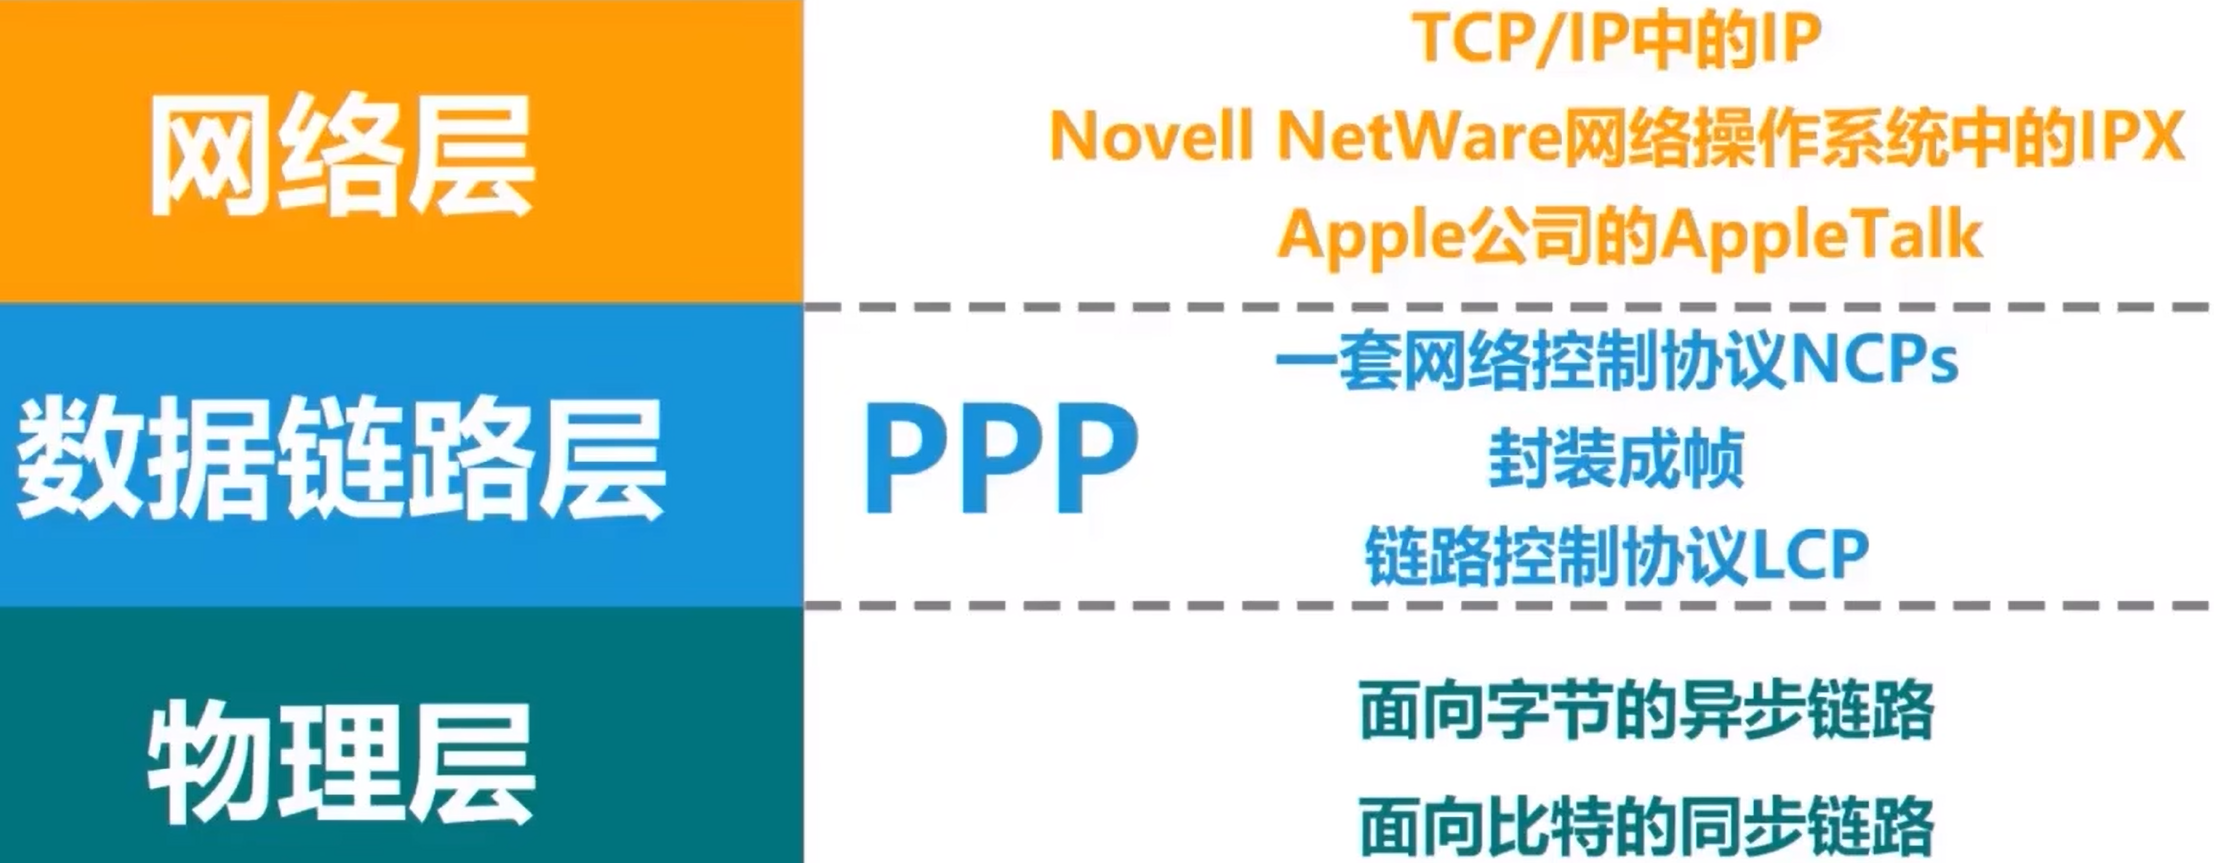 网络层
TCP/IP中的IP
Novell NetWare网络操作系统中的IPX
Apple公司的AppleTalk
数据链路层
PPP
一套网络控制协议NCPs
封装成帧
链路控制协议LCP
物理层
面向字节的异步链路
面向比特的同步链路